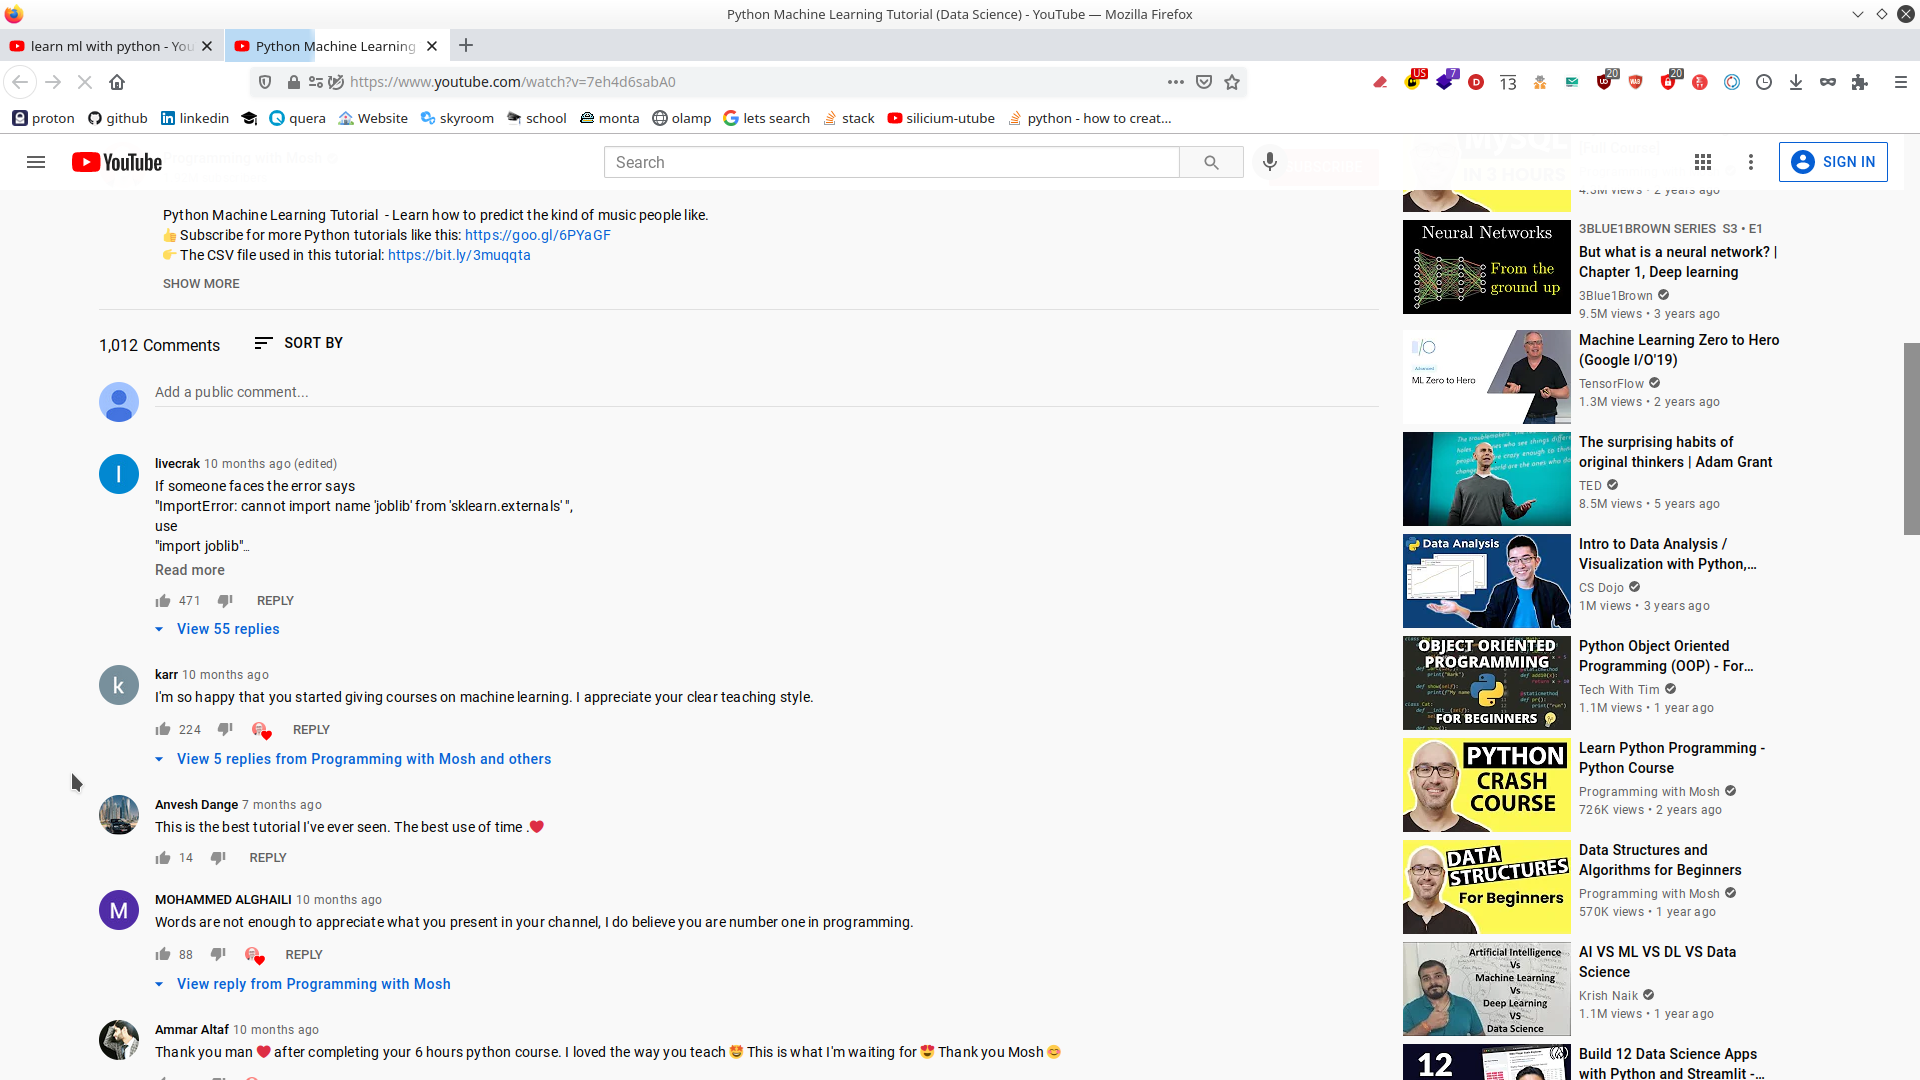 Python Machine Learning Tutorial (Data Science) - YouTube — Mozilla Firefox
learn ml with python - You
Python Machine Learning
https://www.youtube.com/watch?v=7eh4d6sabA0
US
7
13
20
20
proton
github
linkedin
quera
Website
skyroom
school
monta
olamp
lets search
stack
silicium-utube
python - how to creat...
YouTube
Search
SIGN IN
Python Machine Learning Tutorial - Learn how to predict the kind of music people like.
👍 Subscribe for more Python tutorials like this: https://goo.gl/6PYaGF
👉 The CSV file used in this tutorial: https://bit.ly/3muqqta
SHOW MORE
1,012 Comments
SORT BY
Add a public comment...
livecrak 10 months ago (edited)
If someone faces the error says
"ImportError: cannot import name 'joblib' from 'sklearn.externals' ",
use
"import joblib"...
Read more
471
REPLY
View 55 replies
karr 10 months ago
I'm so happy that you started giving courses on machine learning. I appreciate your clear teaching style.
224
REPLY
View 5 replies from Programming with Mosh and others
Anvesh Dange 7 months ago
This is the best tutorial I've ever seen. The best use of time .❤
14
REPLY
MOHAMMED ALGHAILI 10 months ago
Words are not enough to appreciate what you present in your channel, I do believe you are number one in programming.
88
REPLY
View reply from Programming with Mosh
Ammar Altaf 10 months ago
Thank you man ❤ after completing your 6 hours python course. I loved the way you teach 🤩 This is what I'm waiting for 😍 Thank you Mosh 😊
4.3M views • 2 years ago
Neural Networks
From the
ground up
3BLUE1BROWN SERIES S3 • E1
But what is a neural network? |
Chapter 1, Deep learning
3Blue1Brown
9.5M views • 3 years ago
I/O
ML Zero to Hero
Machine Learning Zero to Hero
(Google I/O'19)
TensorFlow
1.3M views • 2 years ago
The surprising habits of
original thinkers | Adam Grant
TED
8.5M views • 5 years ago
Data Analysis
Intro to Data Analysis /
Visualization with Python,...
CS Dojo
1M views • 3 years ago
OBJECT ORIENTED
PROGRAMMING
FOR BEGINNERS
Python Object Oriented
Programming (OOP) - For...
Tech With Tim
1.1M views • 1 year ago
PYTHON
CRASH
COURSE
Learn Python Programming -
Python Course
Programming with Mosh
726K views • 2 years ago
DATA
STRUCTURES
For Beginners
Data Structures and
Algorithms for Beginners
Programming with Mosh
570K views • 1 year ago
Artificial Intelligence
Vs
Machine Learning
Vs
Deep Learning
VS
Data Science
AI VS ML VS DL VS Data
Science
Krish Naik
1.1M views • 1 year ago
12
Build 12 Data Science Apps
with Python and Streamlit -...